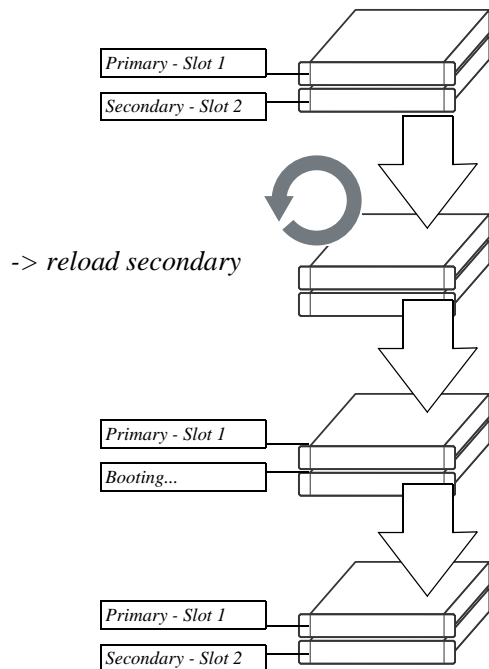 Primary - Slot 1
Secondary - Slot 2
-> reload secondary
Primary - Slot 1
Booting...
Primary - Slot 1
Secondary - Slot 2